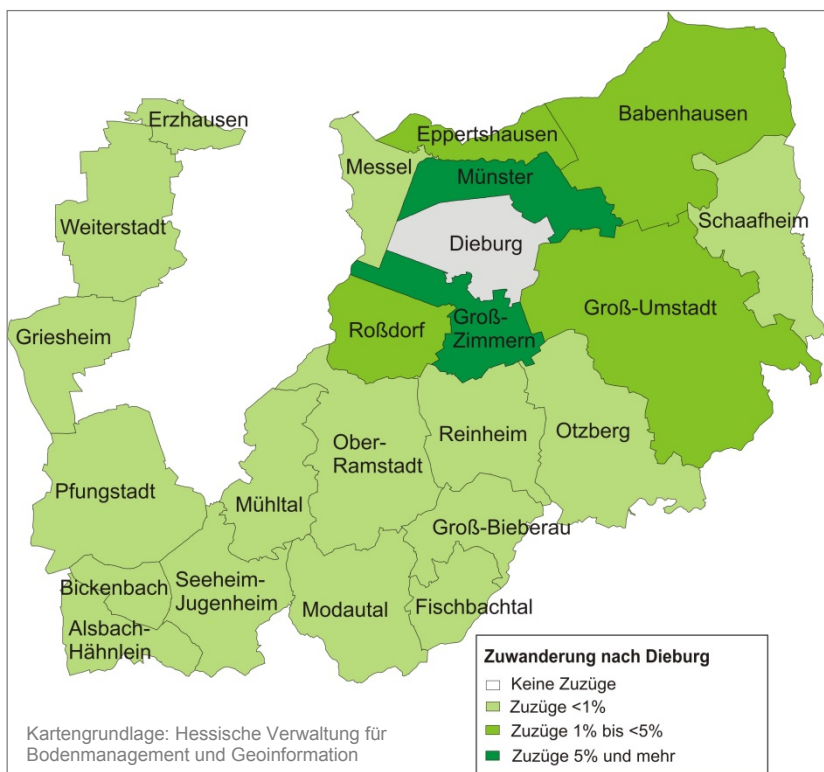 Erzhausen
Babenhausen
Eppertshausen
Messel
Münster
Schaafheim
Weiterstadt
Dieburg
Groß-Umstadt
Griesheim
Roßdorf
Groß-
Zimmern
Ober-
Ramstadt
Reinheim
Otzberg
Pfungstadt
Mühltal
Groß-Bieberau
Bickenbach
Seeheim-
Jugenheim
Modautal
Fischbachtal
Alsbach-
Hähnlein
Zuwanderung nach Dieburg
Keine Zuzüge
Zuzüge <1%
Zuzüge 1% bis <5%
Zuzüge 5% und mehr
Kartengrundlage: Hessische Verwaltung für
Bodenmanagement und Geoinformation